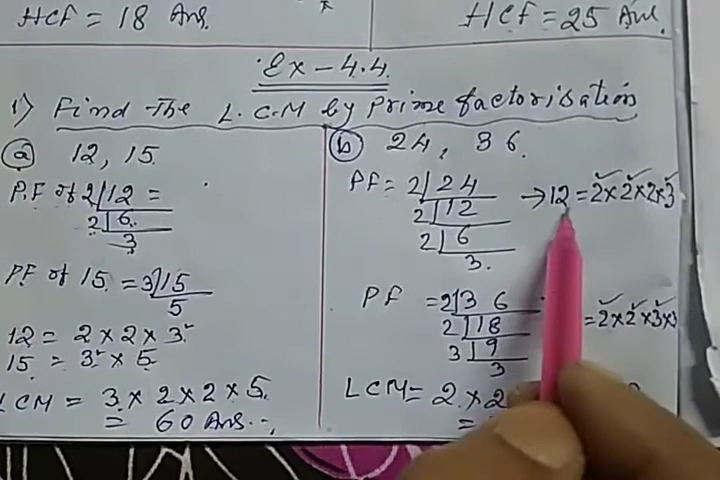 HCF = 18 Ans.
HCF = 25 Ans.
Ex-4.4
1) Find The L.C.M by Prime factorisation
(a) 12, 15.
P.F of 2|12 =
2|6
3
PF of 15 = 3|15
5
12 = 2×2×3
15 = 3×5
LCM = 3×2×2×5
= 60 Ans.
(b) 24, 36.
PF = 2|24 → 12 = 2×2×2×3
2|12
2|6
3.
PF = 2|36 = 2×2×3×3
2|18
3|9
3
LCM = 2×2
=